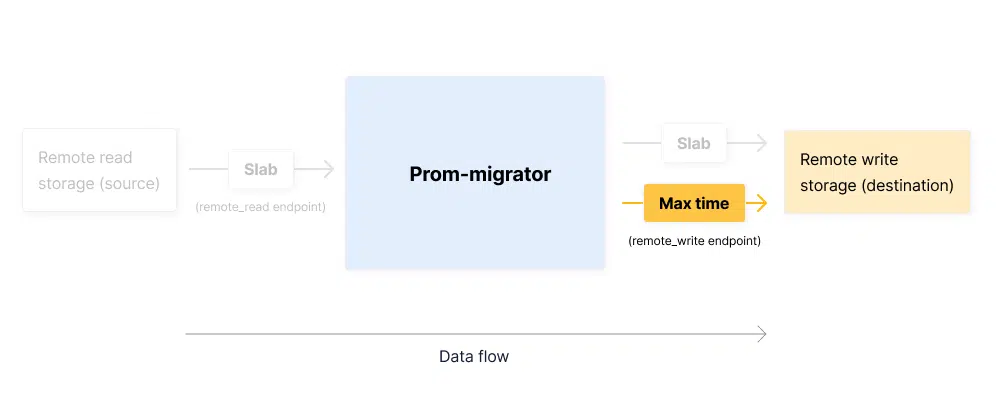 Remote read
storage (source)
Slab
(remote_read endpoint)
Prom-migrator
Slab
Max time
(remote_write endpoint)
Remote write
storage (destination)
Data flow